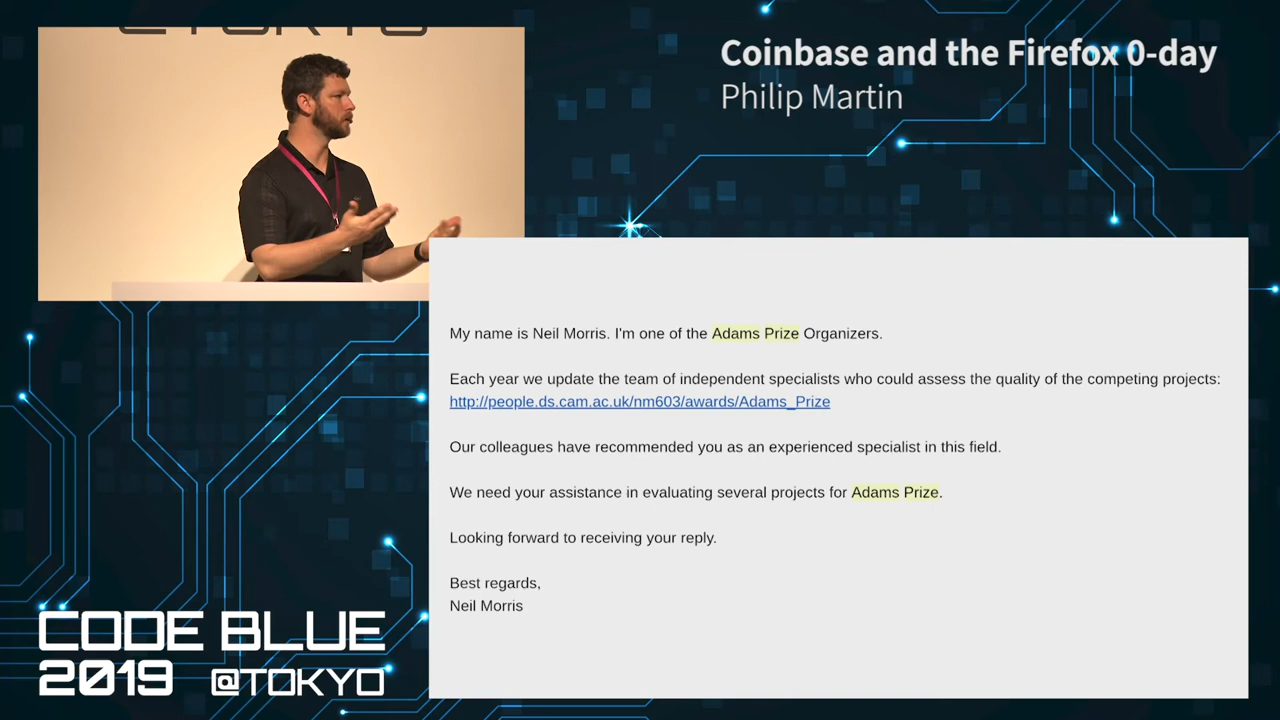 Coinbase and the Firefox 0-day
Philip Martin
My name is Neil Morris. I'm one of the Adams Prize Organizers.
Each year we update the team of independent specialists who could assess the quality of the competing projects:
http://people.ds.cam.ac.uk/nm603/awards/Adams_Prize
Our colleagues have recommended you as an experienced specialist in this field.
We need your assistance in evaluating several projects for Adams Prize.
Looking forward to receiving your reply.
Best regards,
Neil Morris
CODE BLUE
2019 @TOKYO